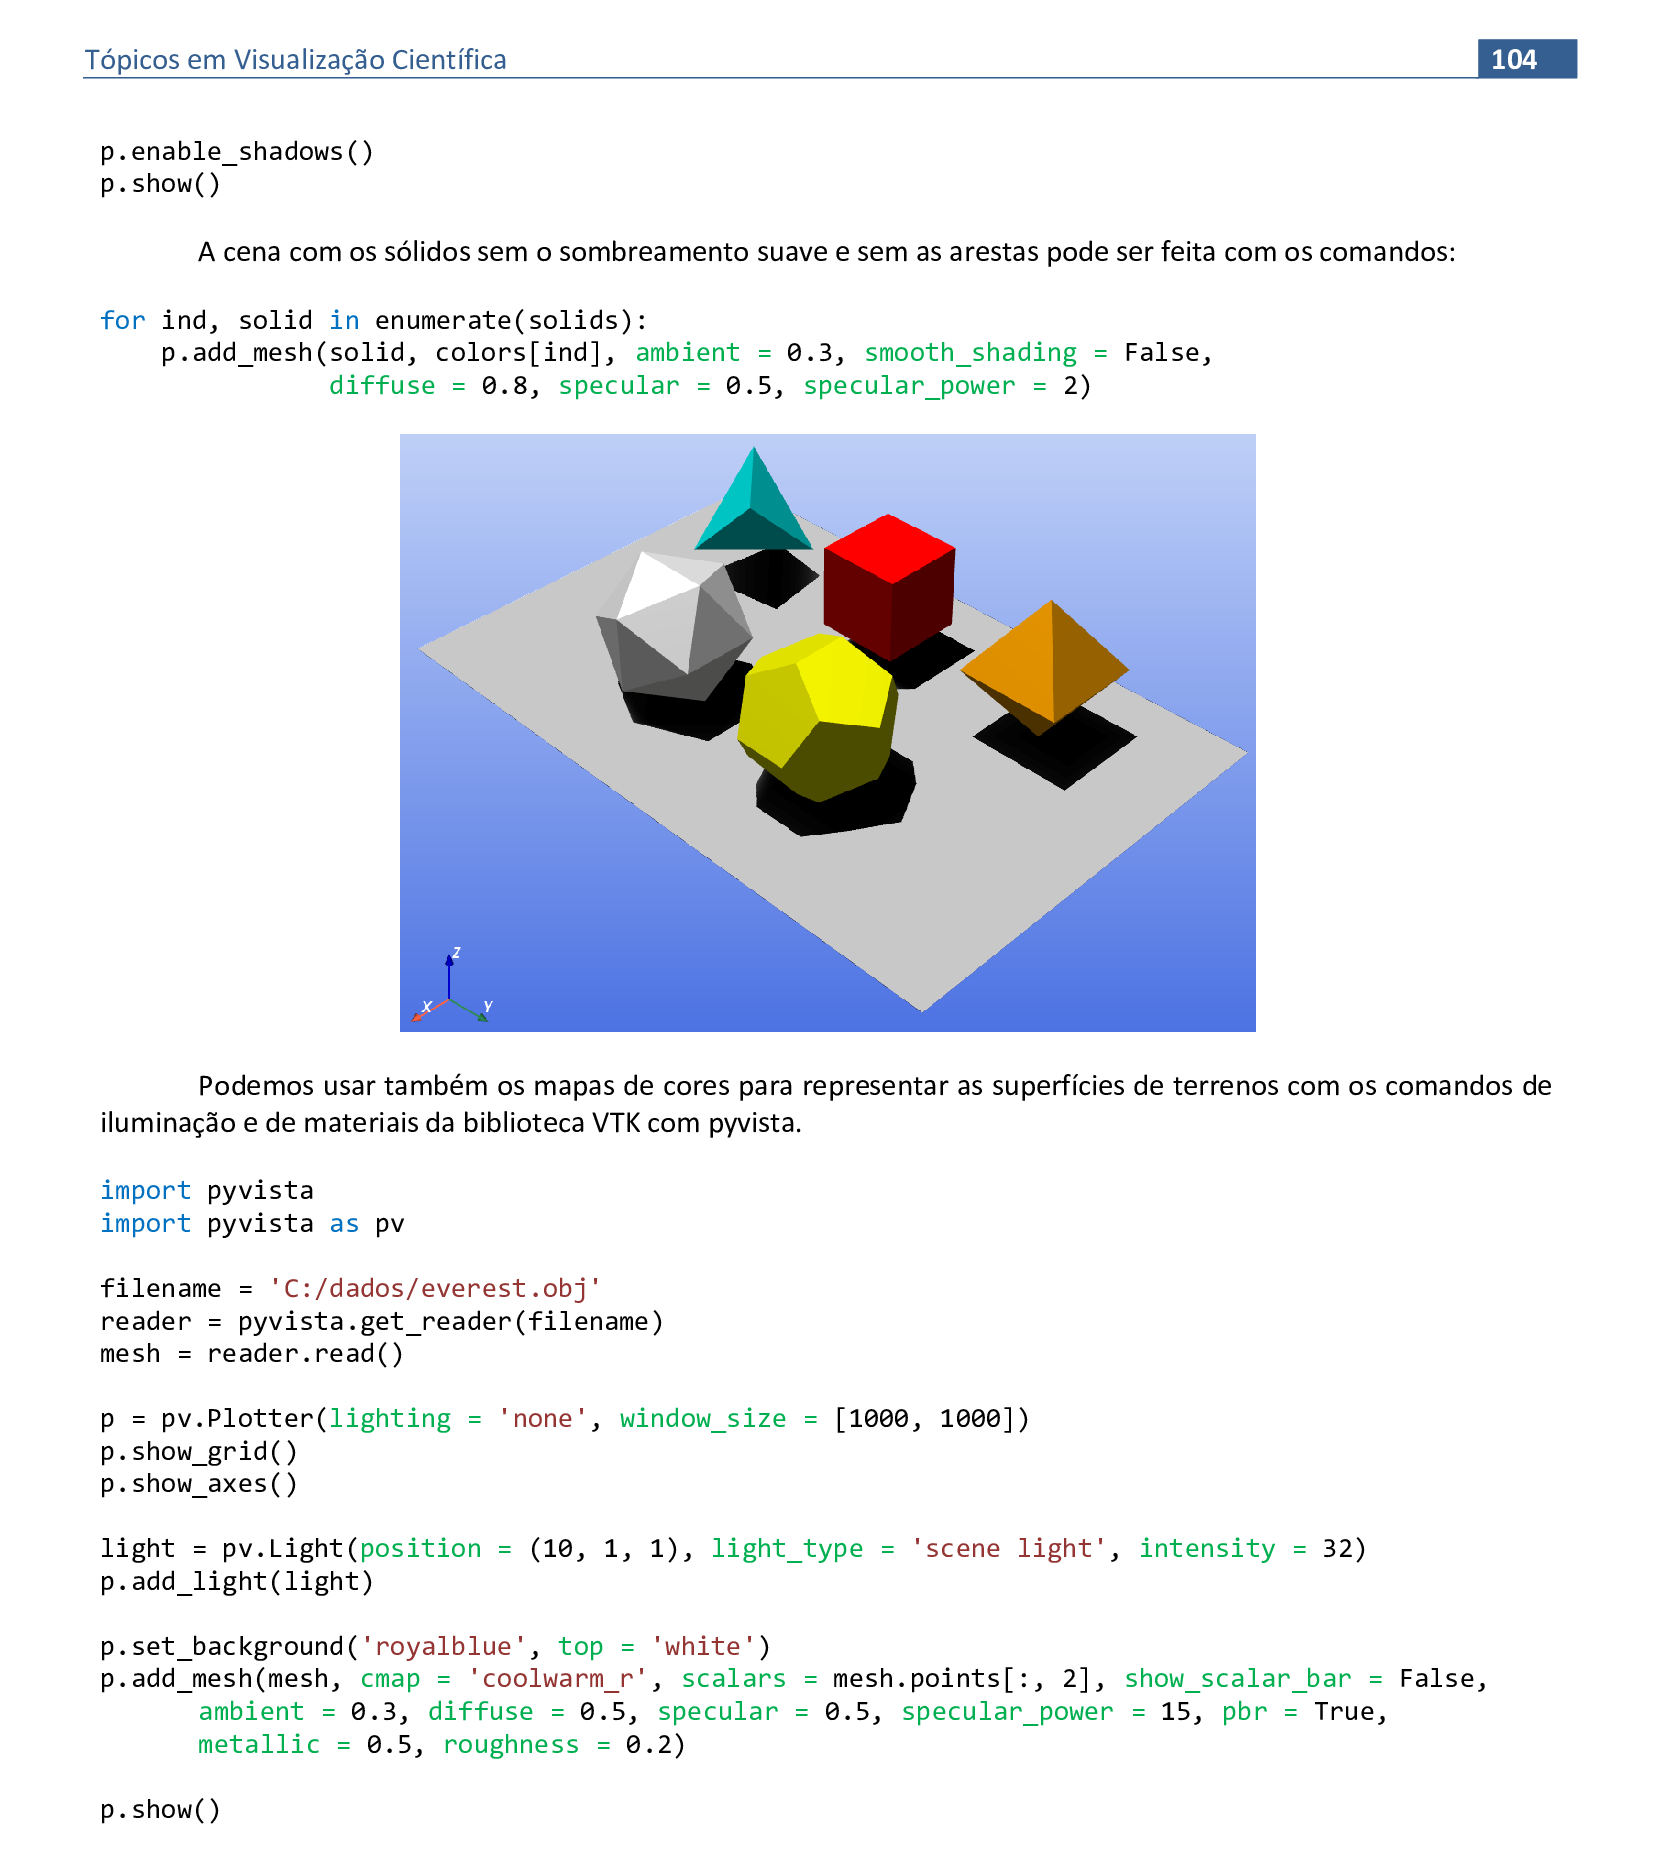 Tópicos em Visualização Científica 104
p.enable_shadows()
p.show()
A cena com os sólidos sem o sombreamento suave e sem as arestas pode ser feita com os comandos:
for ind, solid in enumerate(solids):
    p.add_mesh(solid, colors[ind], ambient = 0.3, smooth_shading = False,
               diffuse = 0.8, specular = 0.5, specular_power = 2)
Z
X Y
Podemos usar também os mapas de cores para representar as superfícies de terrenos com os comandos de
iluminação e de materiais da biblioteca VTK com pyvista.
import pyvista
import pyvista as pv
filename = 'C:/dados/everest.obj'
reader = pyvista.get_reader(filename)
mesh = reader.read()
p = pv.Plotter(lighting = 'none', window_size = [1000, 1000])
p.show_grid()
p.show_axes()
light = pv.Light(position = (10, 1, 1), light_type = 'scene light', intensity = 32)
p.add_light(light)
p.set_background('royalblue', top = 'white')
p.add_mesh(mesh, cmap = 'coolwarm_r', scalars = mesh.points[:, 2], show_scalar_bar = False,
      ambient = 0.3, diffuse = 0.5, specular = 0.5, specular_power = 15, pbr = True,
      metallic = 0.5, roughness = 0.2)
p.show()